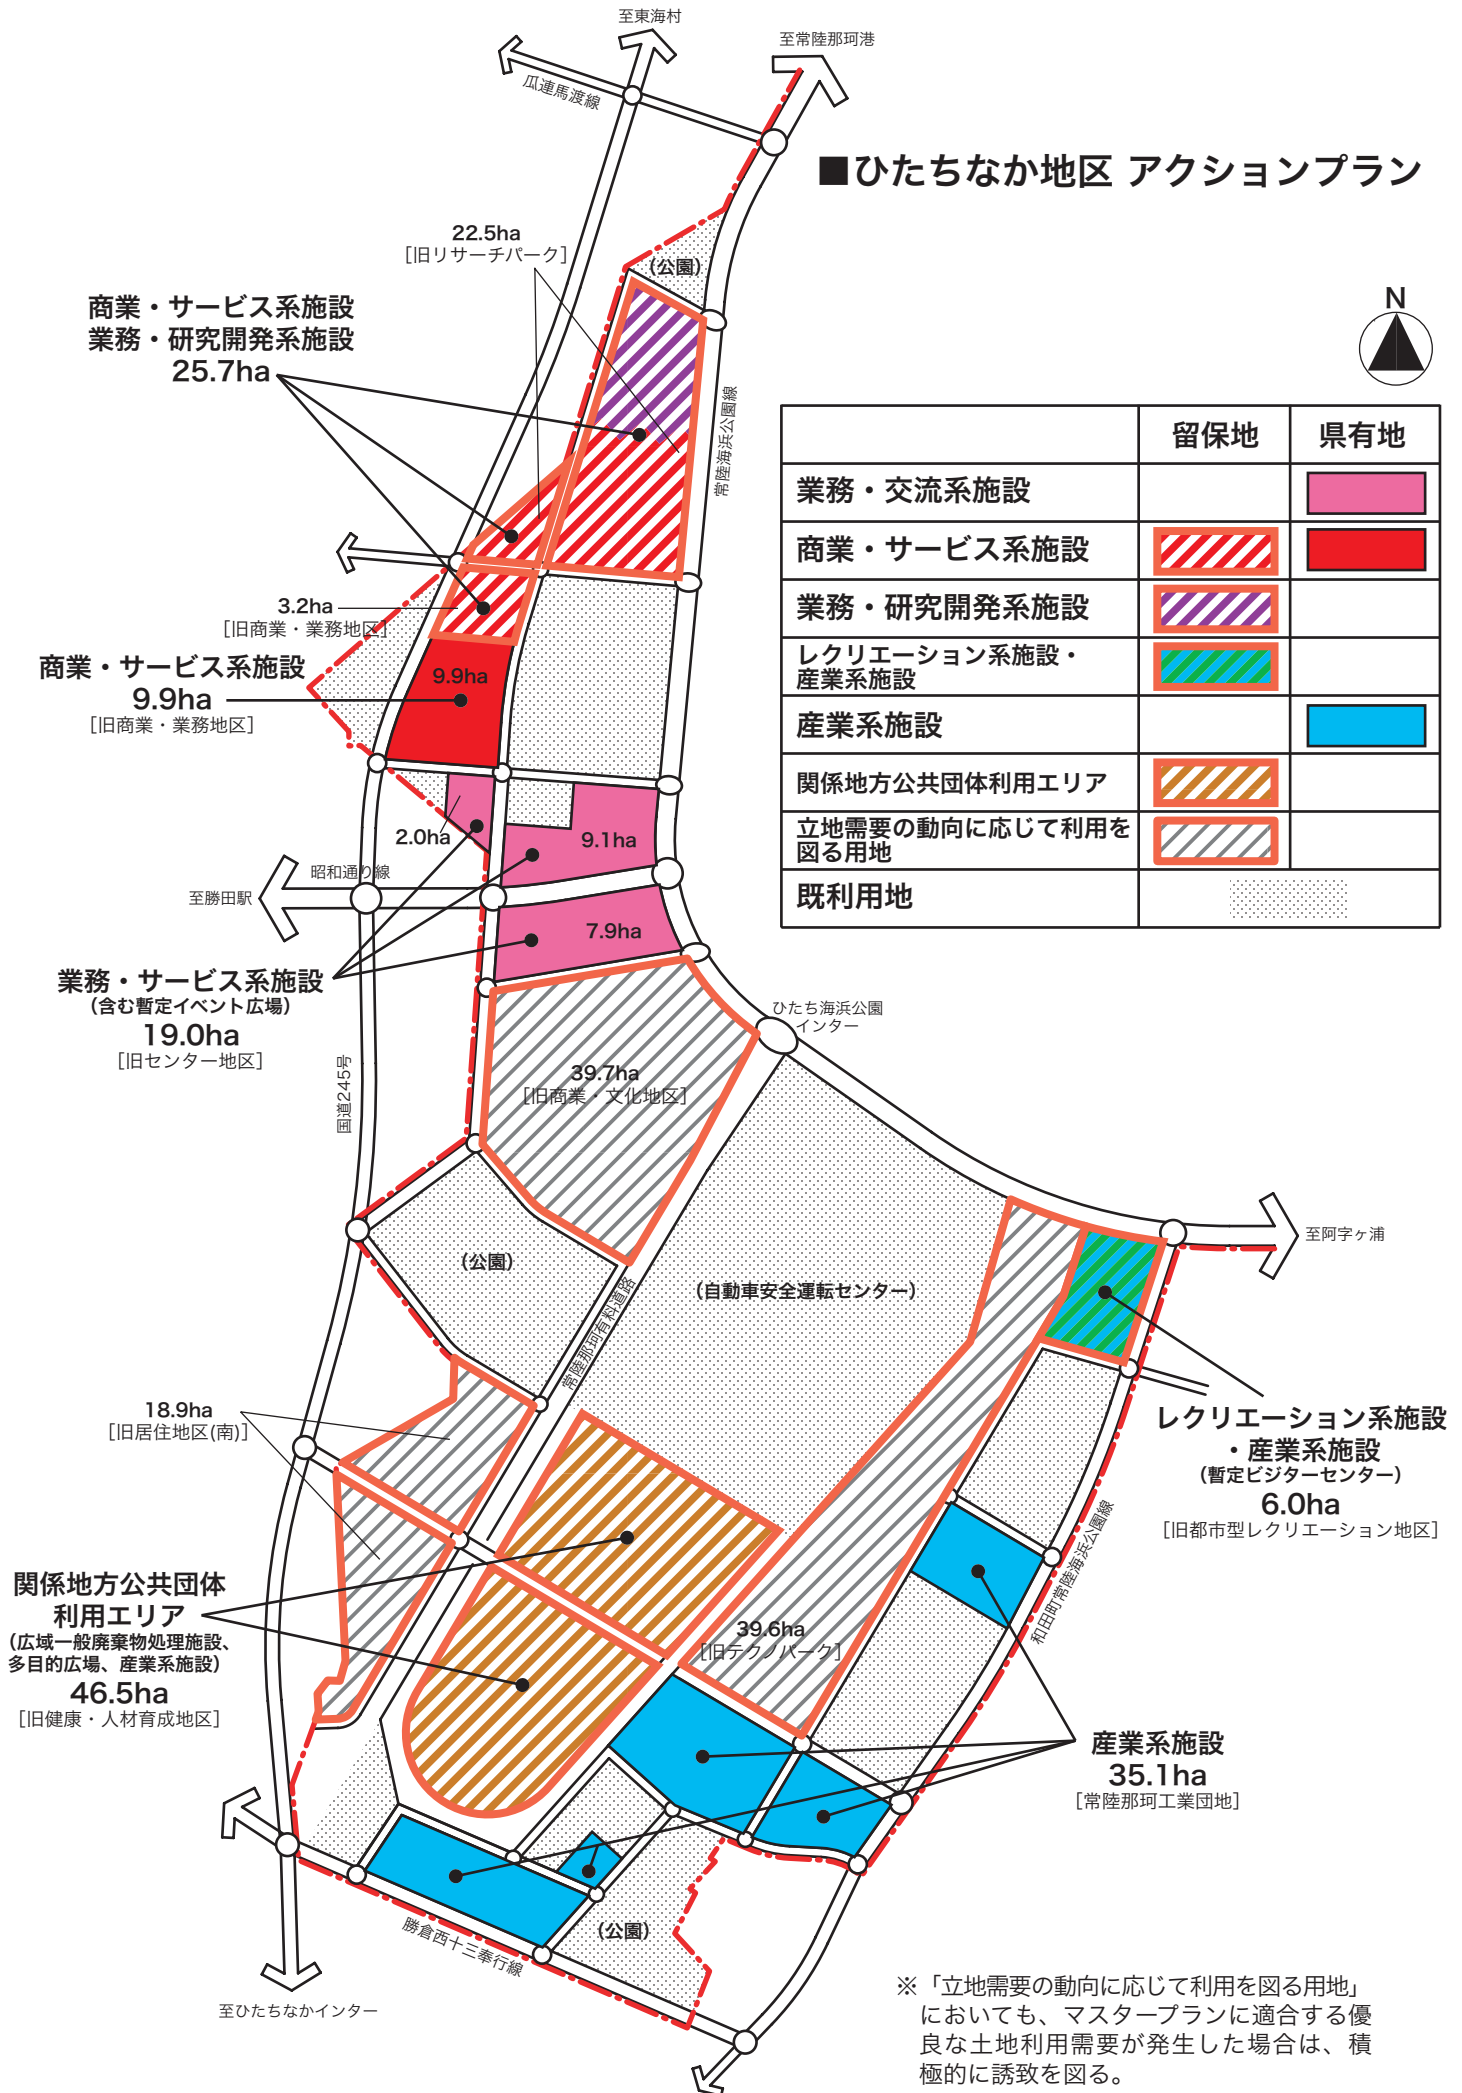 至東海村
至常陸那珂港
瓜連馬渡線
■ひたちなか地区 アクションプラン
22.5ha
［旧リサーチパーク］
（公園）
商業・サービス系施設
業務・研究開発系施設
25.7ha
N
常陸海浜公園線
留保地 県有地
業務・交流系施設
商業・サービス系施設
業務・研究開発系施設
レクリエーション系施設・
産業系施設
産業系施設
関係地方公共団体利用エリア
立地需要の動向に応じて利用を
図る用地
既利用地
3.2ha
［旧商業・業務地区］
商業・サービス系施設
9.9ha
［旧商業・業務地区］
9.9ha
2.0ha
9.1ha
昭和通り線
至勝田駅
7.9ha
業務・サービス系施設
（含む暫定イベント広場）
19.0ha
［旧センター地区］
ひたち海浜公園
インター
国道245号
39.7ha
［旧商業・文化地区］
至阿字ヶ浦
（公園）
（自動車安全運転センター）
常陸那珂有料道路
18.9ha
［旧居住地区(南)］
レクリエーション系施設
・産業系施設
（暫定ビジターセンター）
6.0ha
［旧都市型レクリエーション地区］
和田町常陸海浜公園線
関係地方公共団体
利用エリア
（広域一般廃棄物処理施設、
多目的広場、産業系施設）
46.5ha
［旧健康・人材育成地区］
39.6ha
［旧テクノパーク］
産業系施設
35.1ha
［常陸那珂工業団地］
（公園）
勝倉西十三奉行線
至ひたちなかインター
※「立地需要の動向に応じて利用を図る用地」
においても、マスタープランに適合する優
良な土地利用需要が発生した場合は、積
極的に誘致を図る。